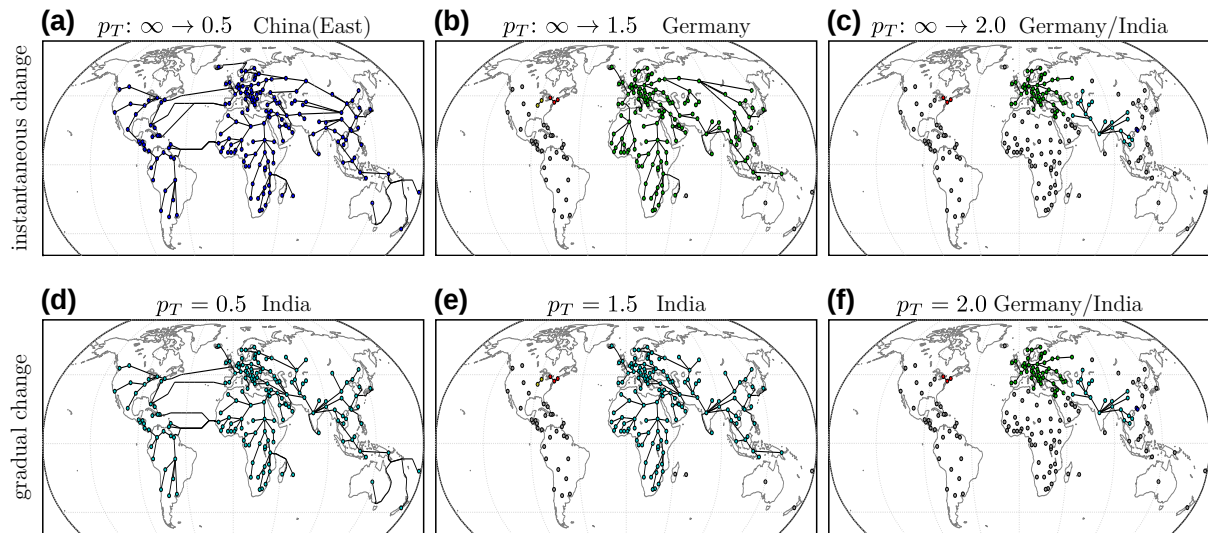 (a) p_T: ∞ → 0.5 China(East)
(b) p_T: ∞ → 1.5 Germany
(c) p_T: ∞ → 2.0 Germany/India
instantaneous change
(d) p_T = 0.5 India
(e) p_T = 1.5 India
(f) p_T = 2.0 Germany/India
gradual change